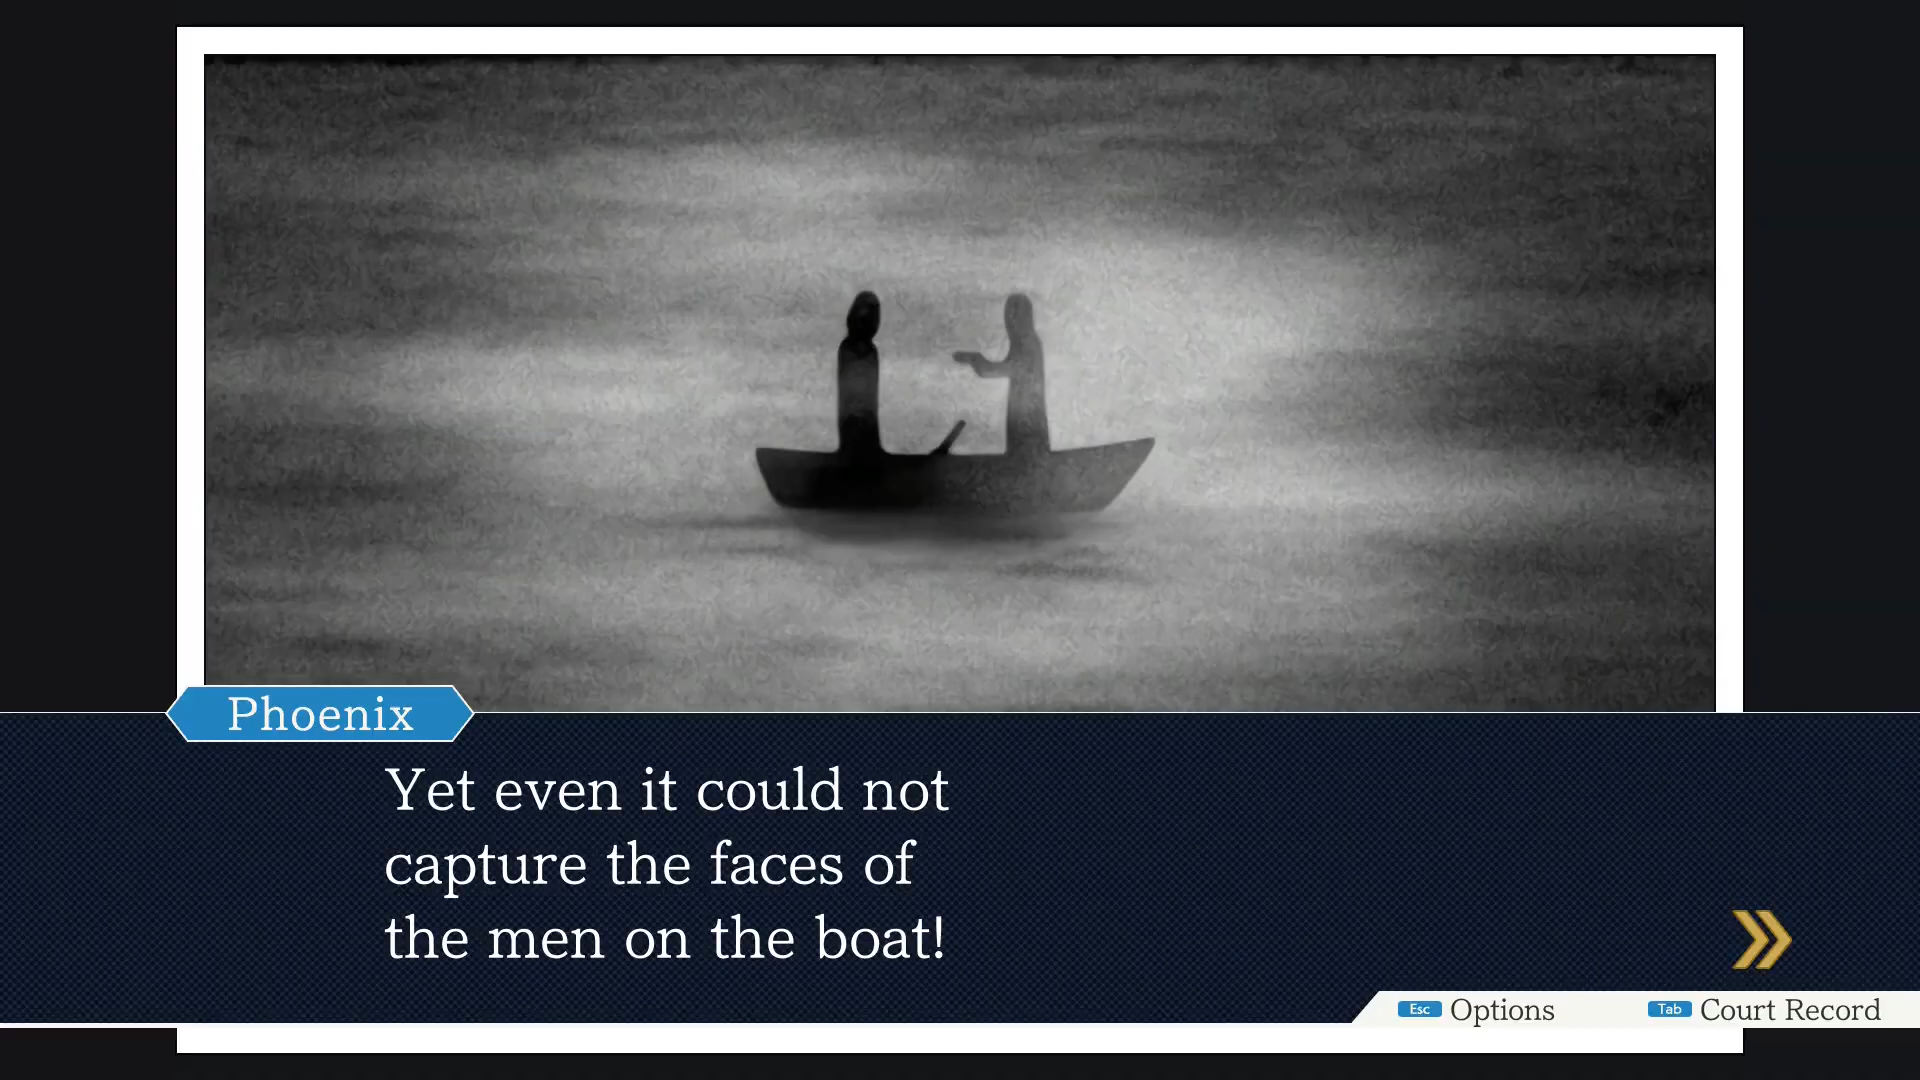 Phoenix
Yet even it could not
capture the faces of
the men on the boat!
Esc Options Tab Court Record